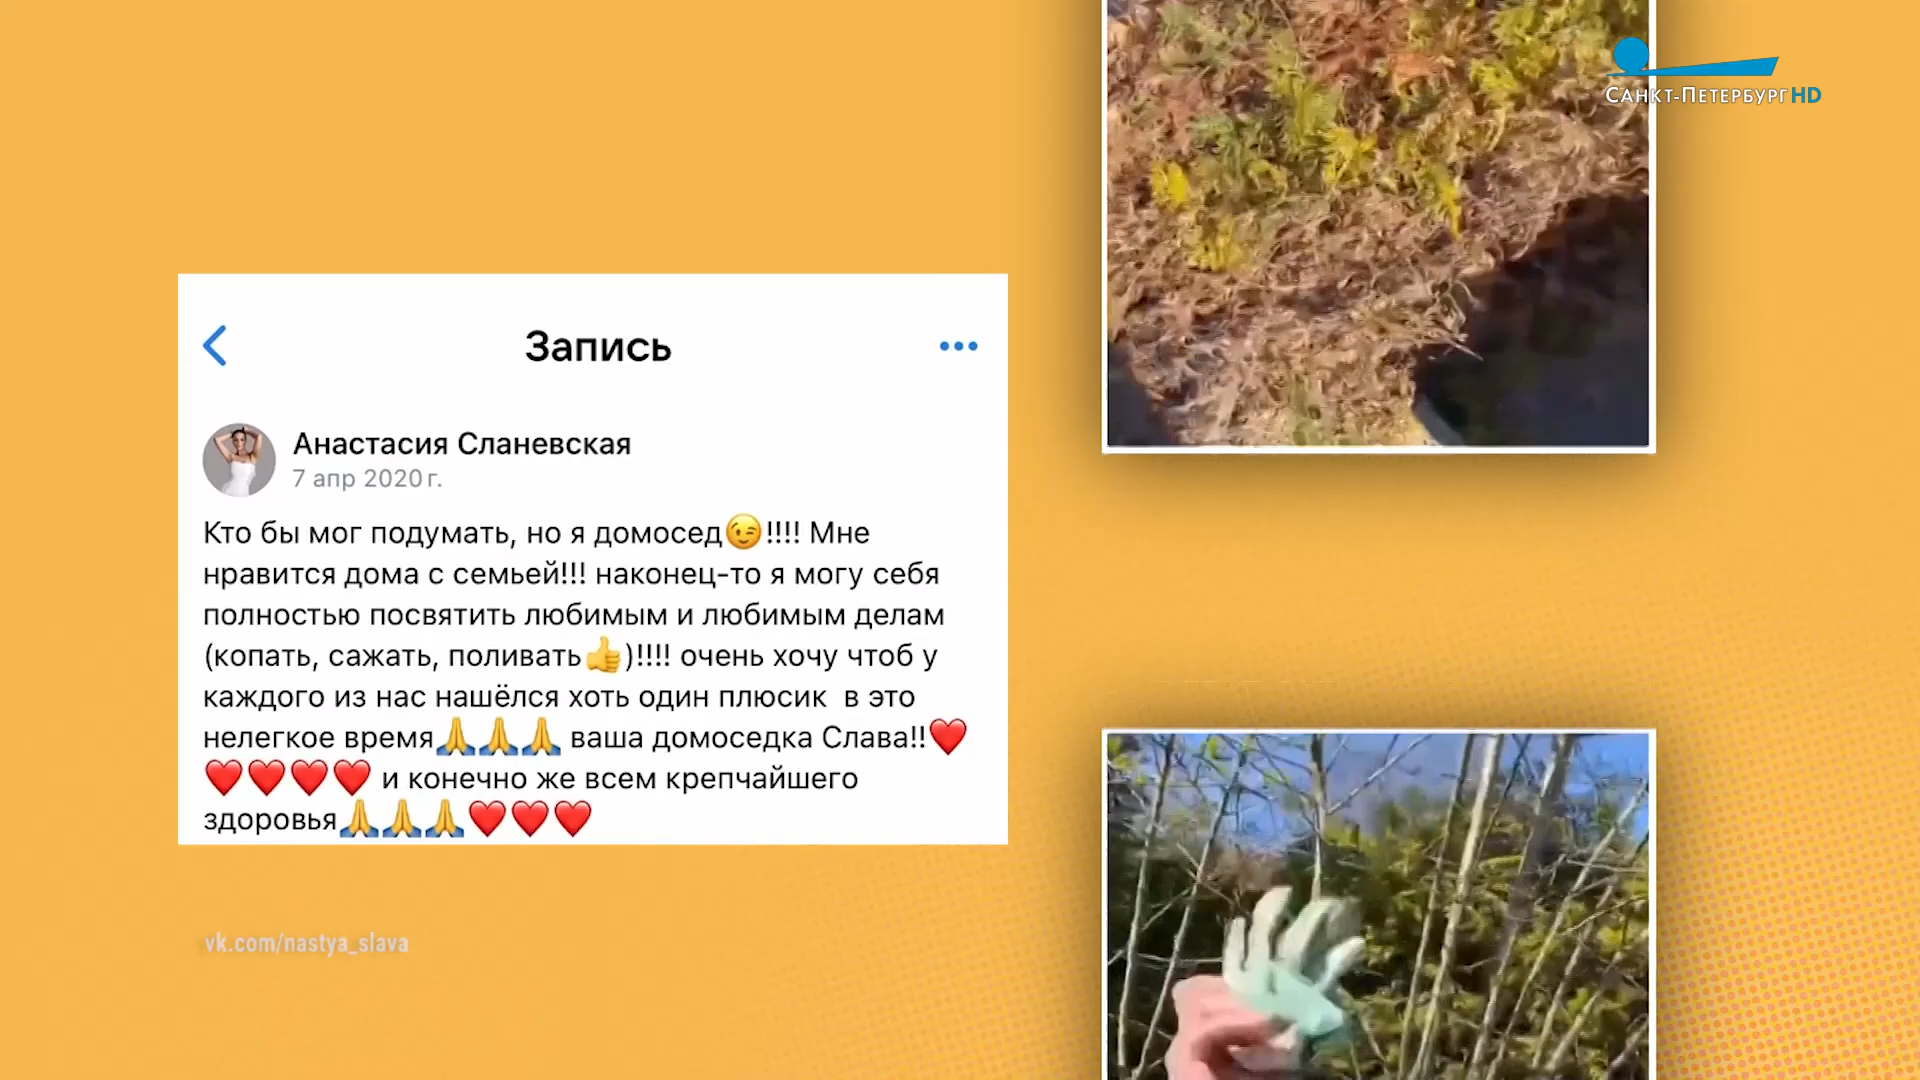 САНКТ-ПЕТЕРБУРГ HD
Запись
Анастасия Сланевская
7 апр 2020 г.
Кто бы мог подумать, но я домосед😉!!!! Мне
нравится дома с семьей!!! наконец-то я могу себя
полностью посвятить любимым и любимым делам
(копать, сажать, поливать👍)!!!! очень хочу чтоб у
каждого из нас нашёлся хоть один плюсик в это
нелегкое время🙏🙏🙏 ваша домоседка Слава!!❤️
❤️❤️❤️❤️ и конечно же всем крепчайшего
здоровья🙏🙏🙏❤️❤️❤️
vk.com/nastya_slava